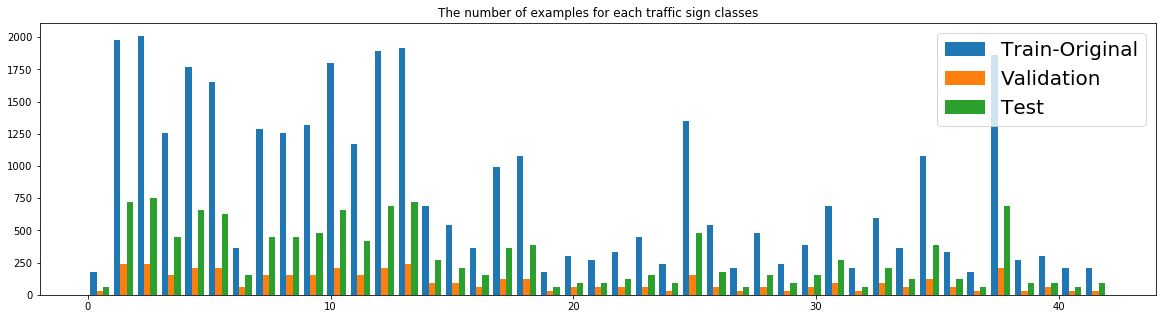 The number of examples for each traffic sign classes
Train-Original
Validation
Test
2000
1750
1500
1250
1000
750
500
250
0
0 10 20 30 40